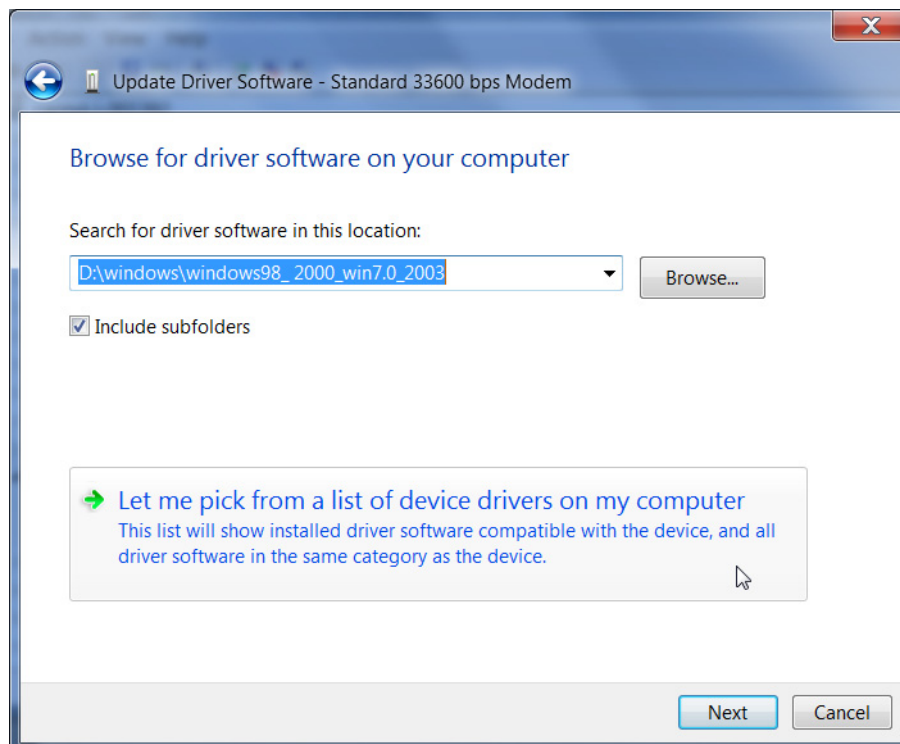 Action View Help
Update Driver Software - Standard 33600 bps Modem
Browse for driver software on your computer
Search for driver software in this location:
D:\windows\windows98_ 2000_win7.0_2003
Browse...
Include subfolders
Let me pick from a list of device drivers on my computer
This list will show installed driver software compatible with the device, and all
driver software in the same category as the device.
Next
Cancel